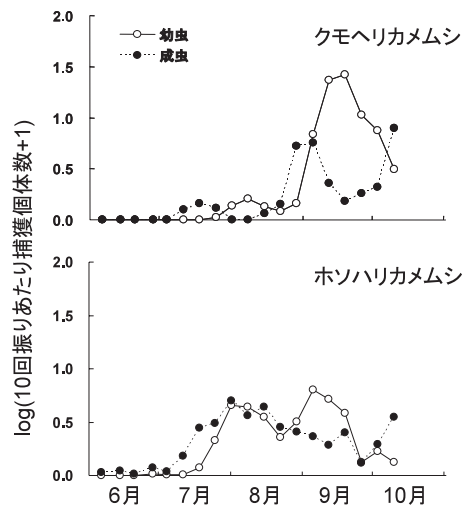 log(10回振りあたり捕獲個体数+1)
クモヘリカメムシ
幼虫
成虫
2.0
1.5
1.0
0.5
0.0
ホソハリカメムシ
2.0
1.5
1.0
0.5
0.0
6月 7月 8月 9月 10月